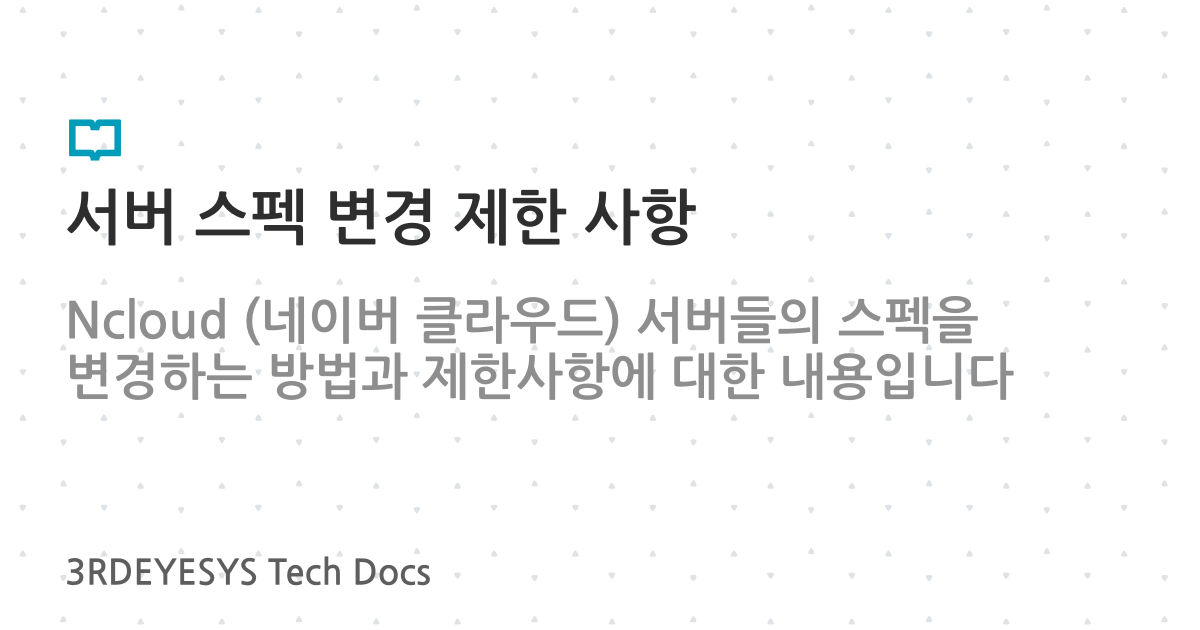 서버 스펙 변경 제한 사항
Ncloud (네이버 클라우드) 서버들의 스펙을
변경하는 방법과 제한사항에 대한 내용입니다
3RDEYESYS Tech Docs